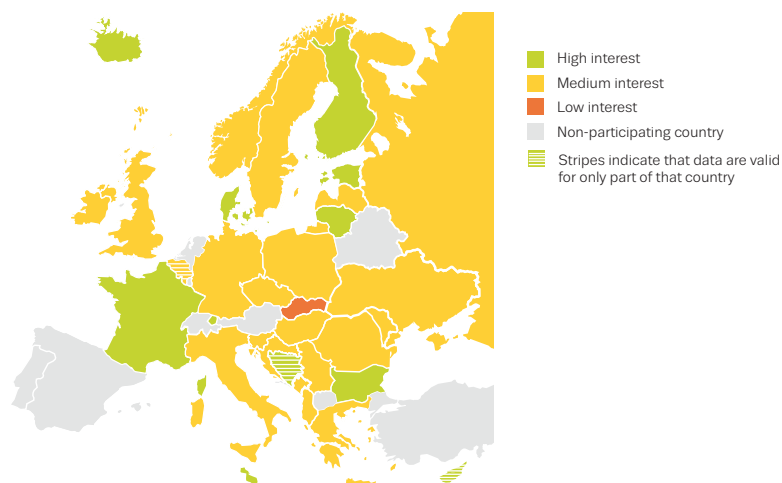 High interest
Medium interest
Low interest
Non-participating country
Stripes indicate that data are valid
for only part of that country